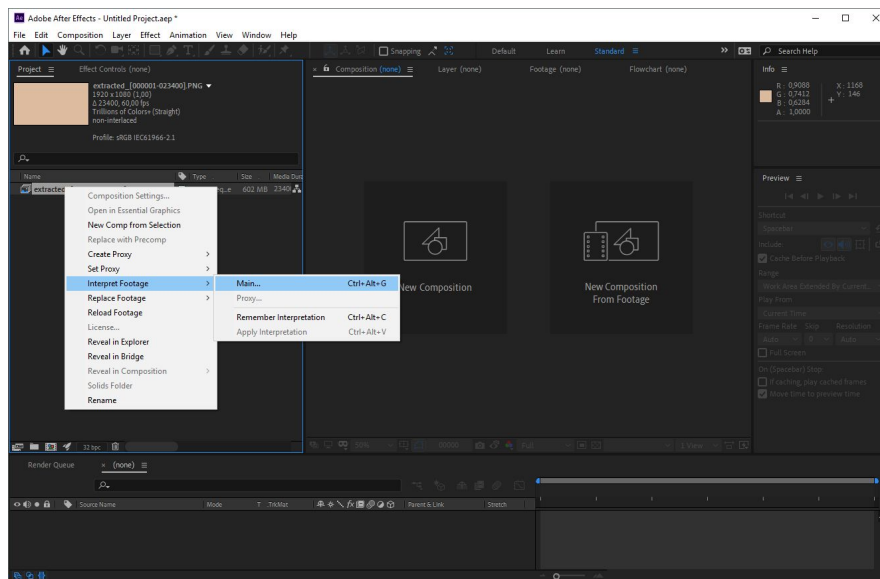 Ae Adobe After Effects - Untitled Project.aep *
File Edit Composition Layer Effect Animation View Window Help
Snapping Default Learn Standard Search Help
Project Effect Controls (none)
Composition (none) Layer (none) Footage (none) Flowchart (none)
Info
extracted_[000001-023400].PNG
1920 x 1080 (1,00)
Δ 23400, 60,00 fps
Trillions of Colors+ (Straight)
non-interlaced
Profile: sRGB IEC61966-2.1
R : 0,9088
G : 0,7412
B : 0,6284
A : 1,0000
X : 1168
Y : 146
Name Type Size Media Dur
extracted 602 MB 2340
Composition Settings...
Open in Essential Graphics
New Comp from Selection
Replace with Precomp
Create Proxy
Set Proxy
Interpret Footage
Replace Footage
Reload Footage
License...
Reveal in Explorer
Reveal in Bridge
Reveal in Composition
Solids Folder
Rename
Main... Ctrl+Alt+G
Proxy...
Remember Interpretation Ctrl+Alt+C
Apply Interpretation Ctrl+Alt+V
New Composition
New Composition
From Footage
Preview
Shortcut
Spacebar
Include
Cache Before Playback
Range
Work Area Extended By Current...
Play From
Current Time
Frame Rate Skip Resolution
Auto 0 Auto
Full Screen
On (Spacebar) Stop:
If caching, play cached frames
Move time to preview time
32 bpc
50% 00000 Full 1 View
Render Queue (none)
Source Name Mode T TrkMat Parent & Link Stretch